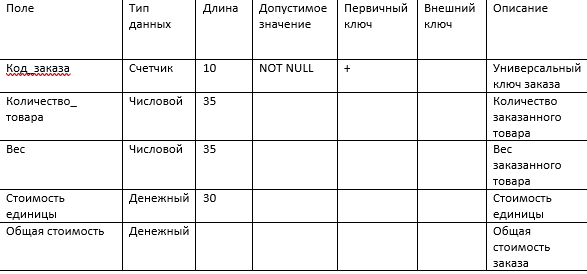 Поле Тип данных Длина Допустимое значение Первичный ключ Внешний ключ Описание
Код_заказа Счетчик 10 NOT NULL + Универсальный ключ заказа
Количество_ товара Числовой 35 Количество заказанного товара
Вес Числовой 35 Вес заказанного товара
Стоимость единицы Денежный 30 Стоимость единицы
Общая стоимость Денежный Общая стоимость заказа